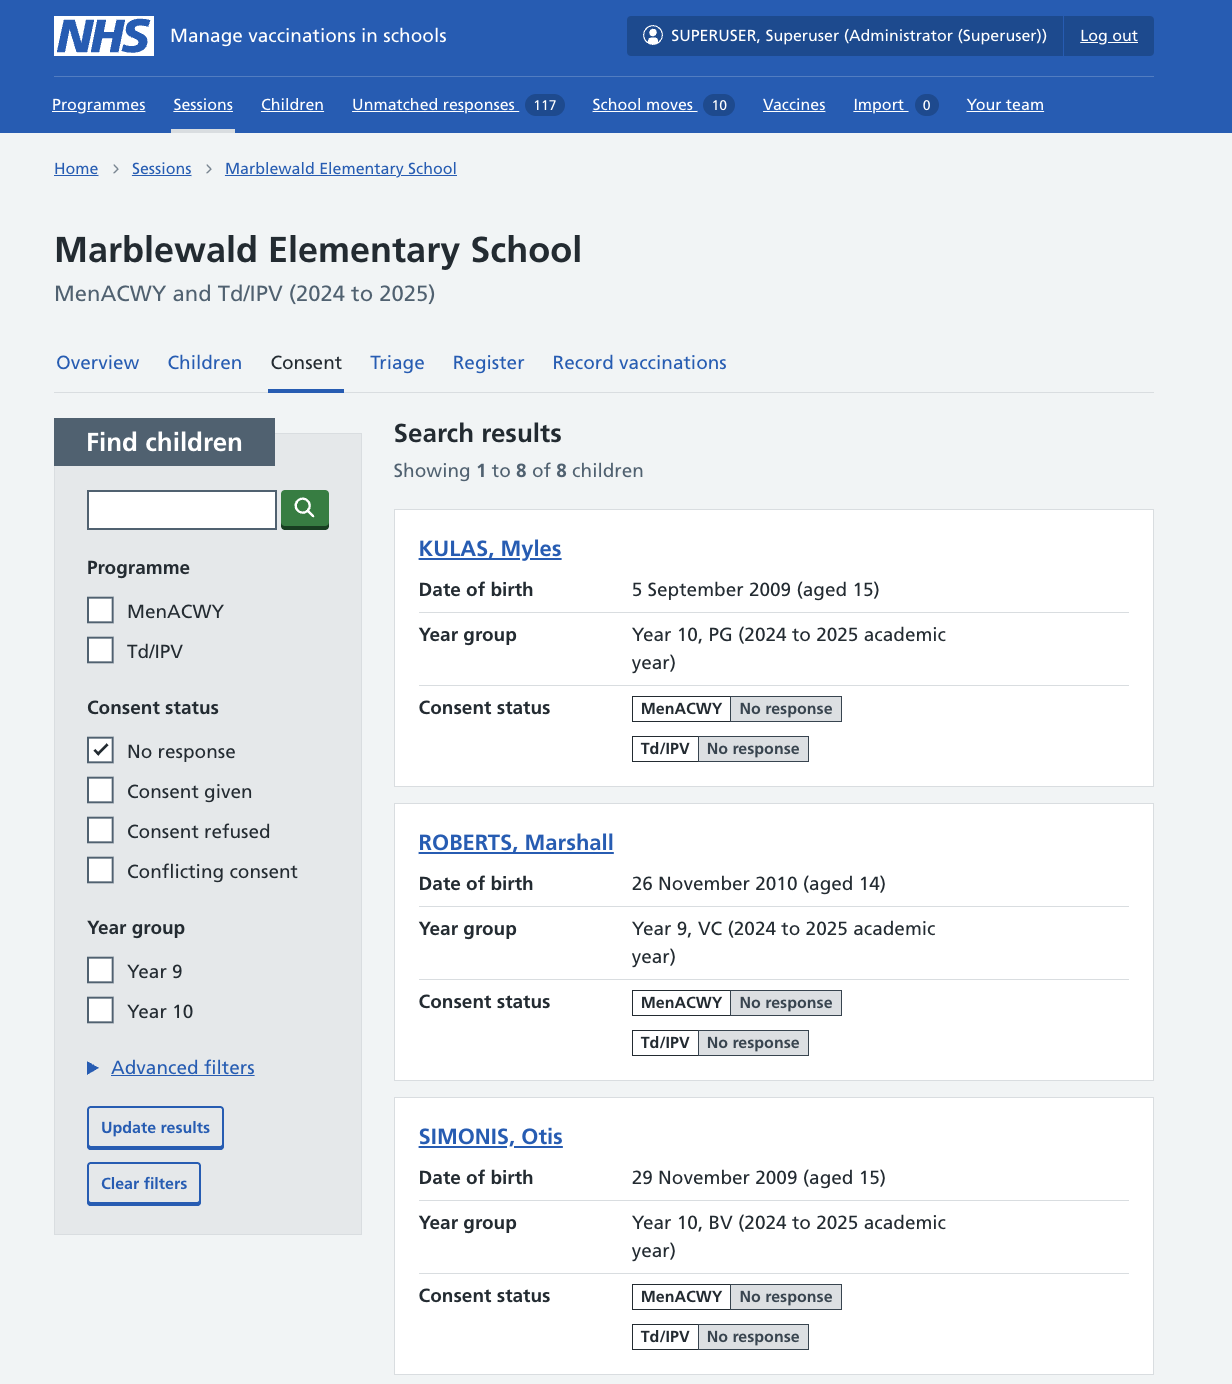 NHS Manage vaccinations in schools SUPERUSER, Superuser (Administrator (Superuser)) Log out
Programmes Sessions Children Unmatched responses 117 School moves 10 Vaccines Import 0 Your team
Home Sessions Marblewald Elementary School
Marblewald Elementary School
MenACWY and Td/IPV (2024 to 2025)
Overview Children Consent Triage Register Record vaccinations
Find children
Programme
MenACWY
Td/IPV
Consent status
No response
Consent given
Consent refused
Conflicting consent
Year group
Year 9
Year 10
Advanced filters
Update results
Clear filters
Search results
Showing 1 to 8 of 8 children
KULAS, Myles
Date of birth 5 September 2009 (aged 15)
Year group Year 10, PG (2024 to 2025 academic
year)
Consent status MenACWY No response
Td/IPV No response
ROBERTS, Marshall
Date of birth 26 November 2010 (aged 14)
Year group Year 9, VC (2024 to 2025 academic
year)
Consent status MenACWY No response
Td/IPV No response
SIMONIS, Otis
Date of birth 29 November 2009 (aged 15)
Year group Year 10, BV (2024 to 2025 academic
year)
Consent status MenACWY No response
Td/IPV No response